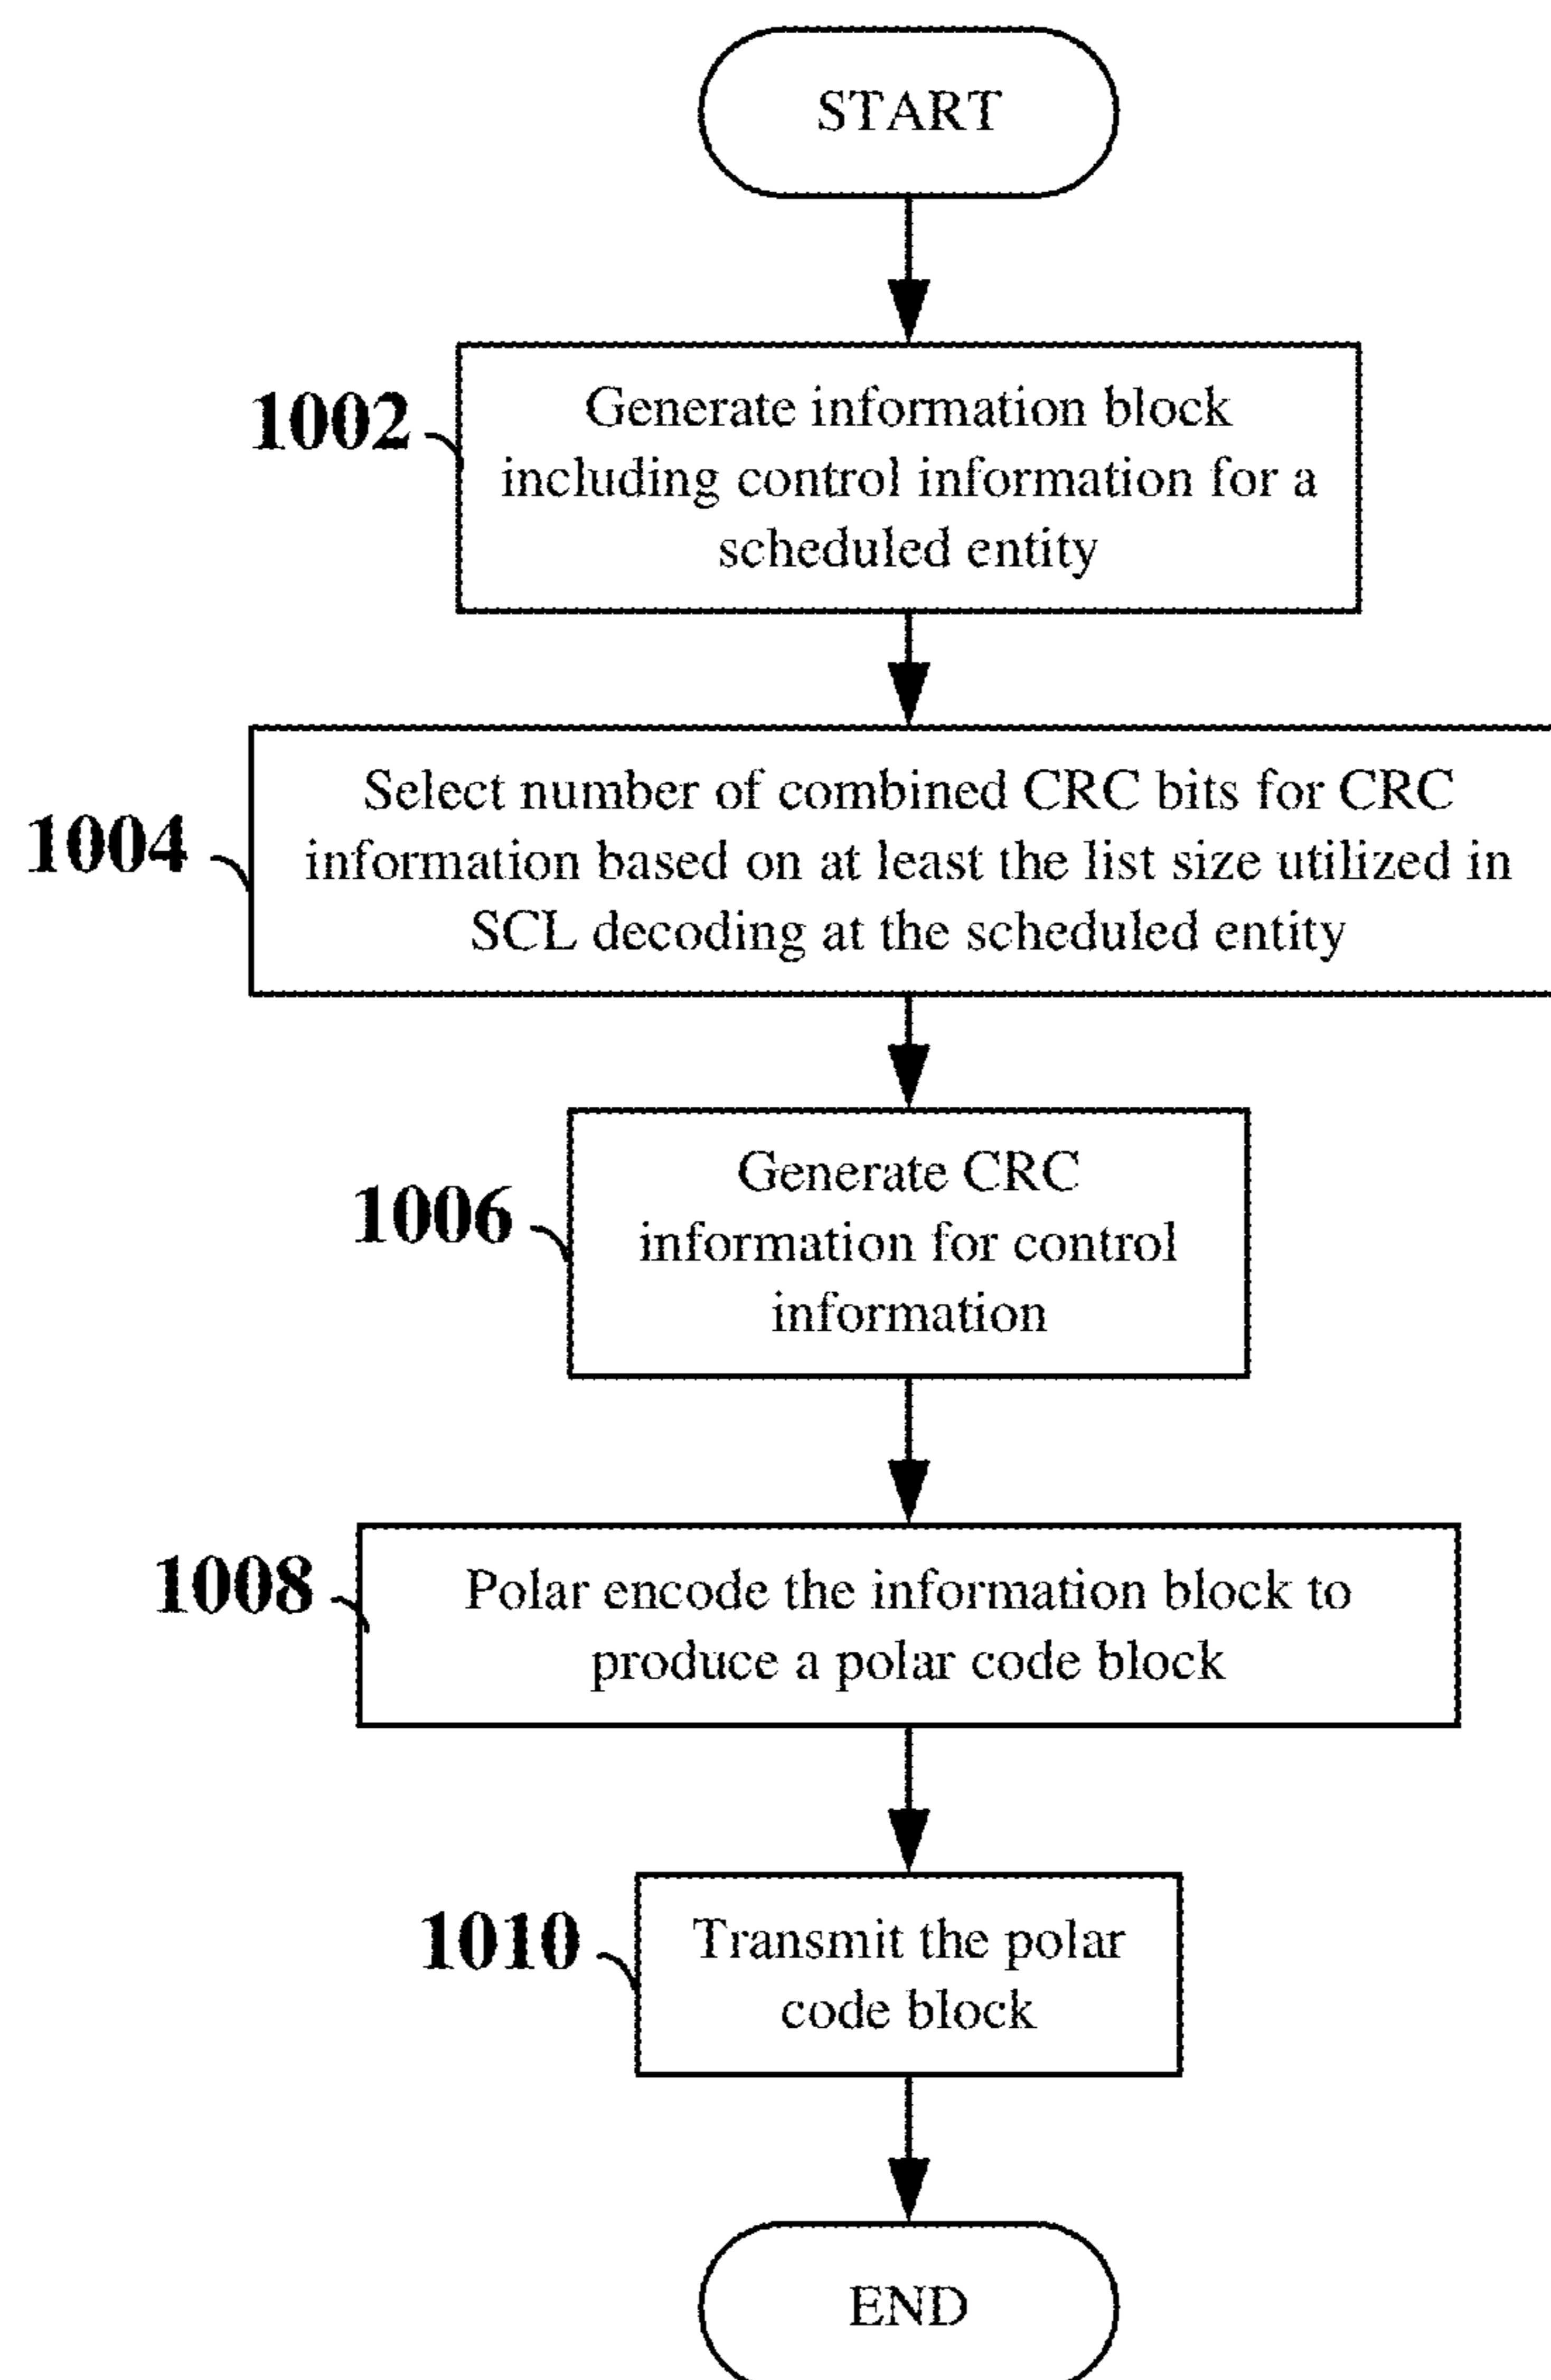 START
1002
Generate information block
including control information for a
scheduled entity
1004
Select number of combined CRC bits for CRC
information based on at least the list size utilized in
SCL decoding at the scheduled entity
1006
Generate CRC
information for control
information
1008
Polar encode the information block to
produce a polar code block
1010
Transmit the polar
code block
END